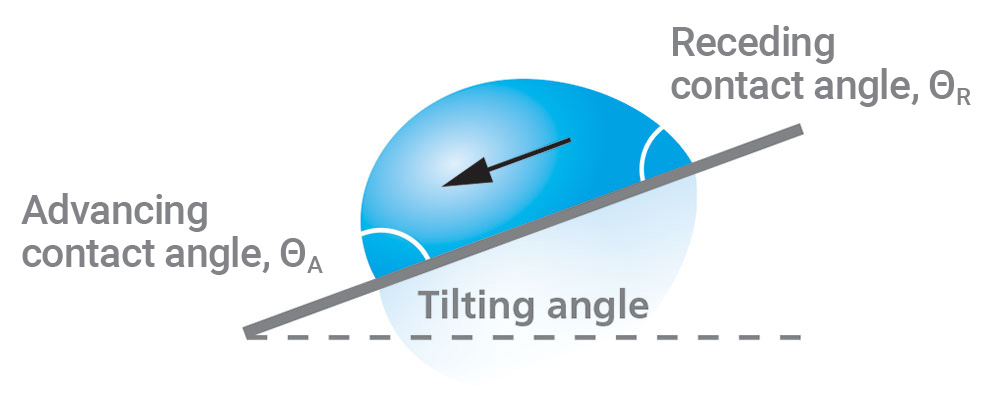 Receding
contact angle, ΘR
Advancing
contact angle, ΘA
Tilting angle